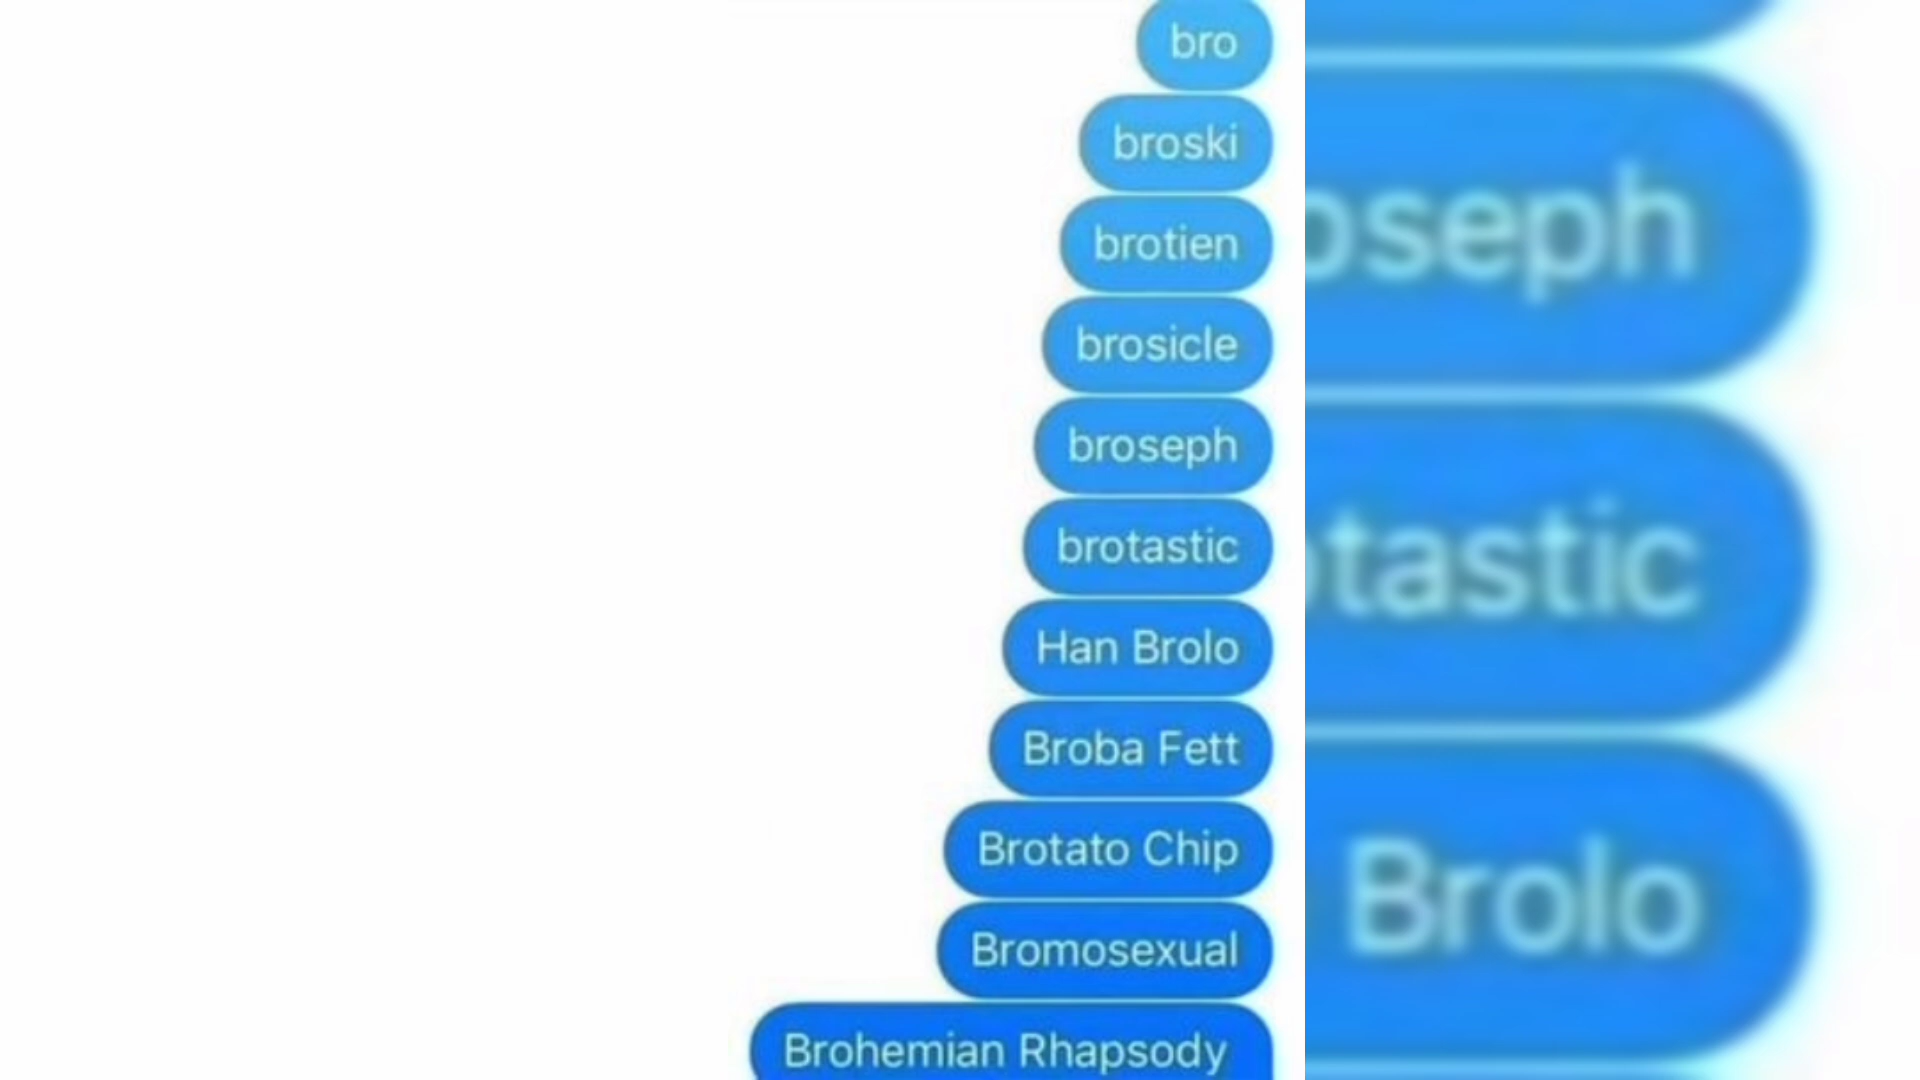 bro
broski
brotien
brosicle
broseph
brotastic
Han Brolo
Broba Fett
Brotato Chip
Bromosexual
Brohemian Rhapsody
oseph
tastic
Brolo